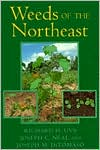 WEEDS OF THE
NORTHEAST
RICHARD H. UVA
JOSEPH C. NEAL AND
JOSEPH M. DITOMASO